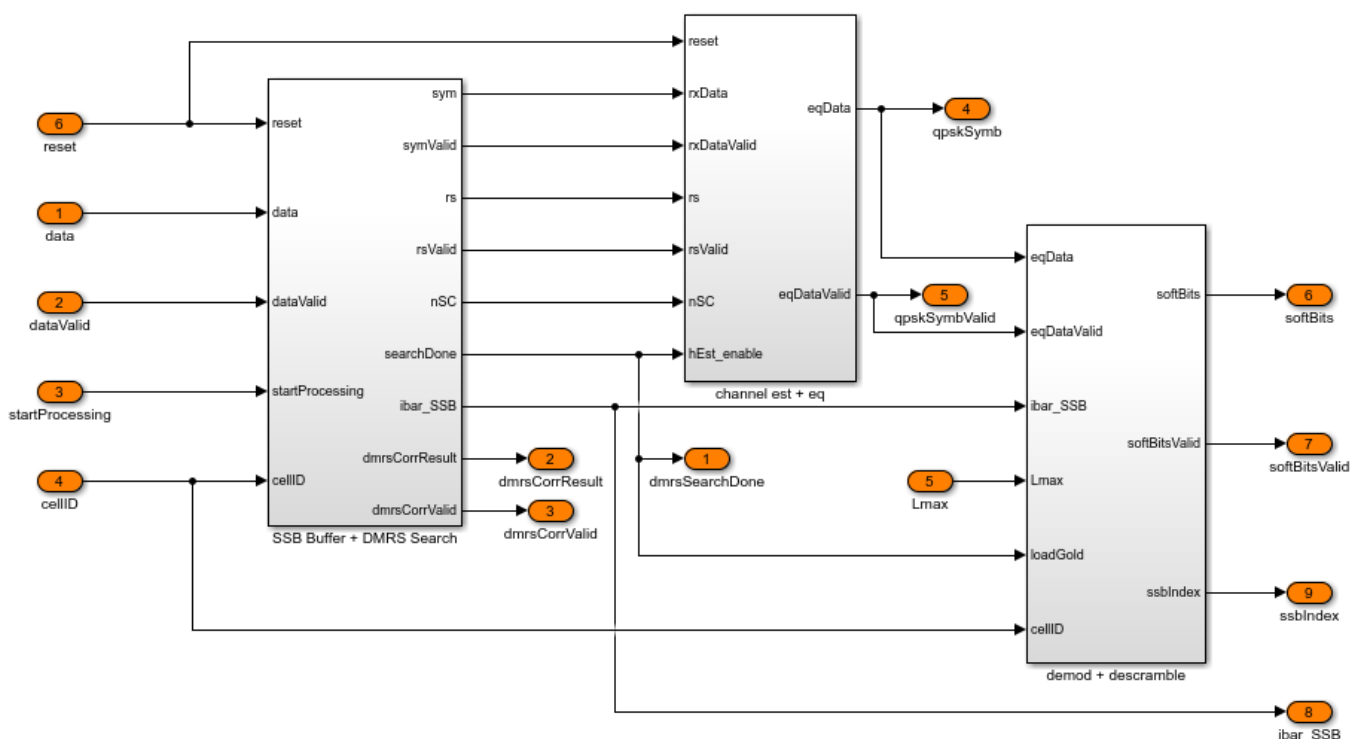 6
reset
1
data
2
dataValid
3
startProcessing
4
cellID
reset
data
dataValid
startProcessing
cellID
sym
symValid
rs
rsValid
nSC
searchDone
ibar_SSB
dmrsCorrResult
dmrsCorrValid
SSB Buffer + DMRS Search
2
dmrsCorrResult
3
dmrsCorrValid
reset
rxData
rxDataValid
rs
rsValid
nSC
hEst_enable
eqData
eqDataValid
channel est + eq
1
dmrsSearchDone
4
qpskSymb
5
qpskSymbValid
5
Lmax
eqData
eqDataValid
ibar_SSB
Lmax
loadGold
cellID
softBits
softBitsValid
ssbIndex
demod + descramble
6
softBits
7
softBitsValid
9
ssbIndex
8
ibar_SSB